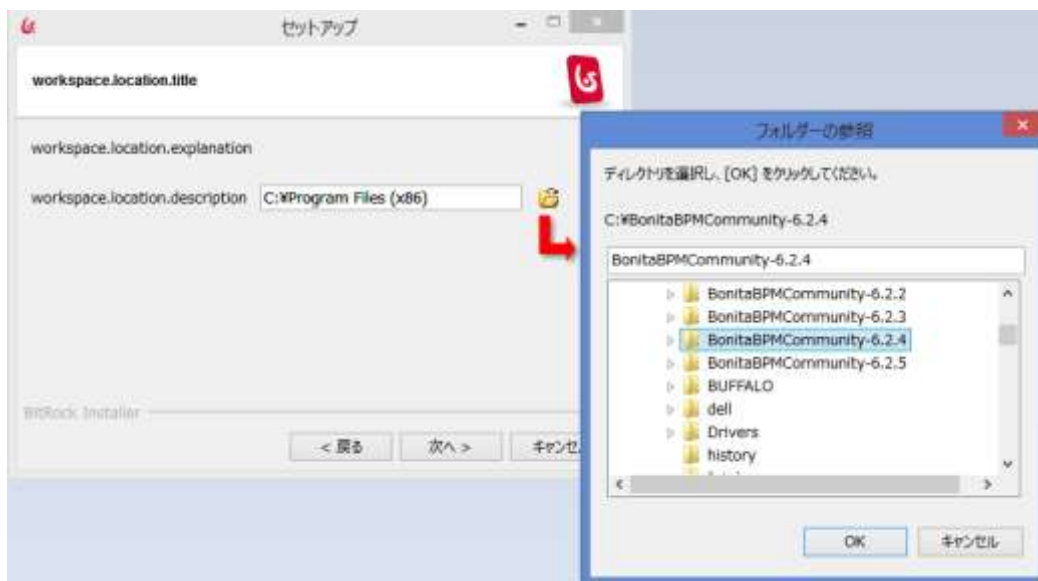 セットアップ
workspace.location.title
workspace.location.explanation
workspace.location.description C:¥Program Files (x86)
BitRock Installer
< 戻る 次へ > キャンセ
フォルダーの参照
ディレクトリを選択し、[OK] をクリックしてください。
C:¥BonitaBPMCommunity-6.2.4
BonitaBPMCommunity-6.2.4
BonitaBPMCommunity-6.2.2
BonitaBPMCommunity-6.2.3
BonitaBPMCommunity-6.2.4
BonitaBPMCommunity-6.2.5
BUFFALO
dell
Drivers
history
OK キャンセル